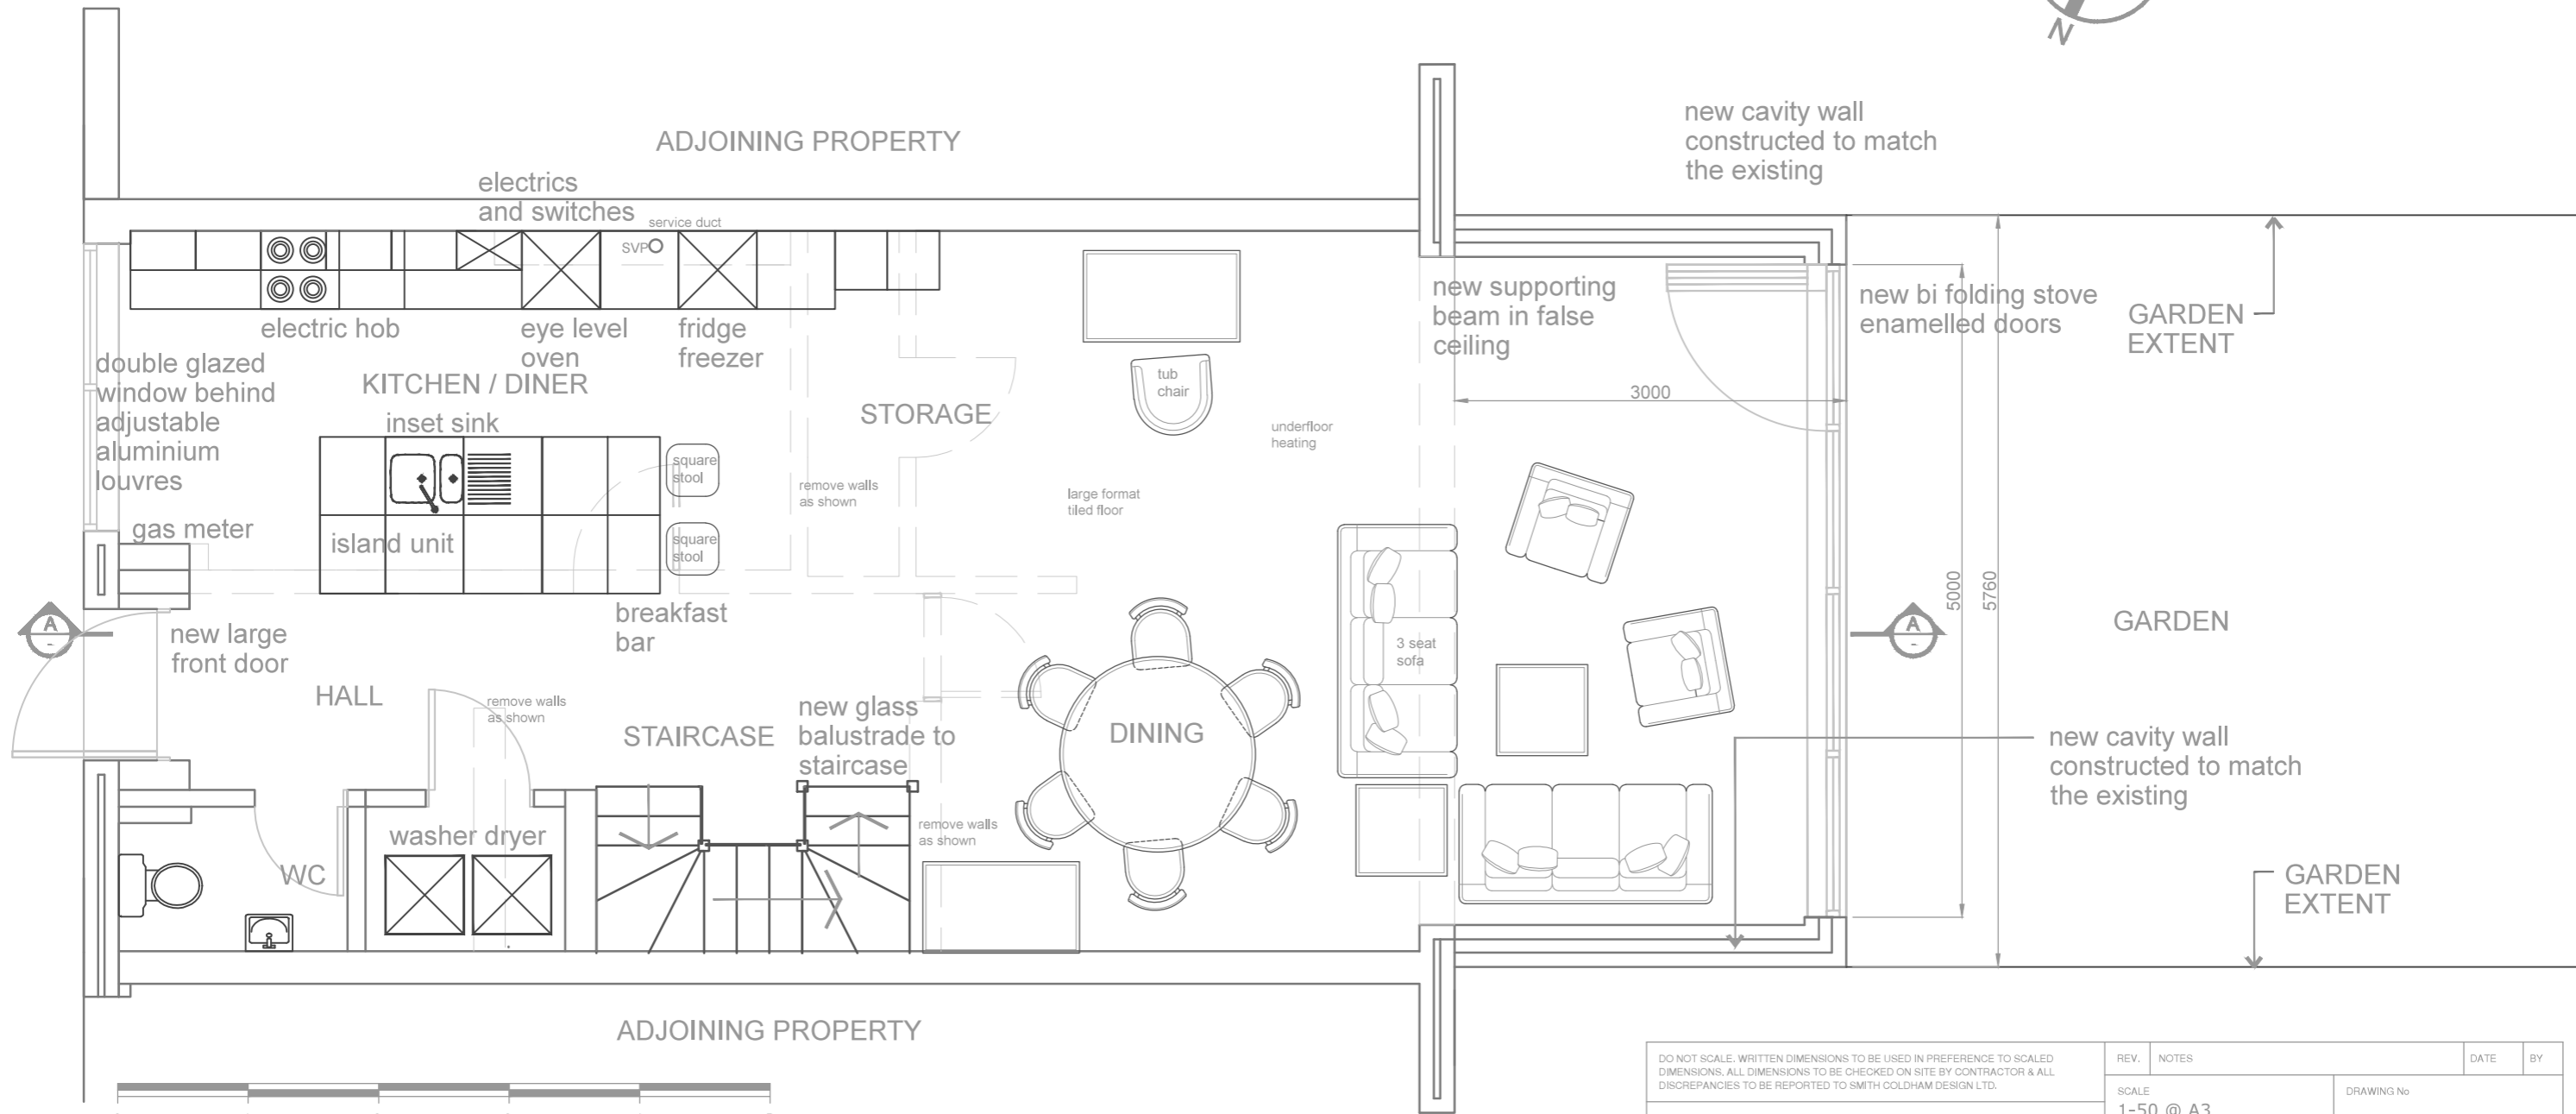 N
ADJOINING PROPERTY
new cavity wall
constructed to match
the existing
electrics
and switches
service duct
SVP
electric hob
eye level
oven
fridge
freezer
new supporting
beam in false
ceiling
new bi folding stove
enamelled doors
GARDEN
EXTENT
double glazed
window behind
adjustable
aluminium
louvres
KITCHEN / DINER
inset sink
STORAGE
tub
chair
3000
underfloor
heating
square
stool
remove walls
as shown
large format
tiled floor
gas meter
island unit
square
stool
breakfast
bar
5000
5760
A
-
new large
front door
3 seat
sofa
A
-
GARDEN
HALL
remove walls
as shown
STAIRCASE
new glass
balustrade to
staircase
DINING
new cavity wall
constructed to match
the existing
washer dryer
remove walls
as shown
WC
GARDEN
EXTENT
ADJOINING PROPERTY
DO NOT SCALE. WRITTEN DIMENSIONS TO BE USED IN PREFERENCE TO SCALED
DIMENSIONS, ALL DIMENSIONS TO BE CHECKED ON SITE BY CONTRACTOR & ALL
DISCREPANCIES TO BE REPORTED TO SMITH COLDHAM DESIGN LTD.
REV. NOTES DATE BY
SCALE
1-50 @ A3
DRAWING No